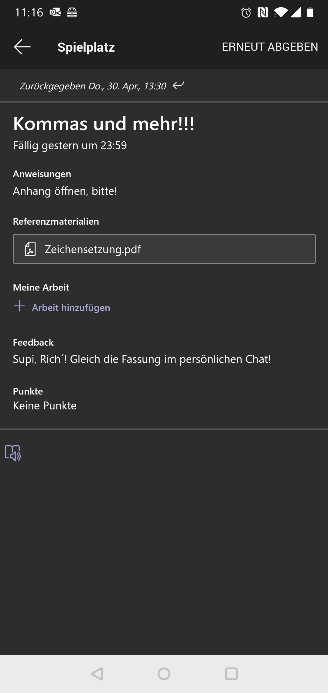 11:16
Spielplatz
ERNEUT ABGEBEN
Zurückgegeben Do., 30. Apr., 13:30
Kommas und mehr!!!
Fällig gestern um 23:59
Anweisungen
Anhang öffnen, bitte!
Referenzmaterialien
Zeichensetzung.pdf
Meine Arbeit
Arbeit hinzufügen
Feedback
Supi, Rich´! Gleich die Fassung im persönlichen Chat!
Punkte
Keine Punkte